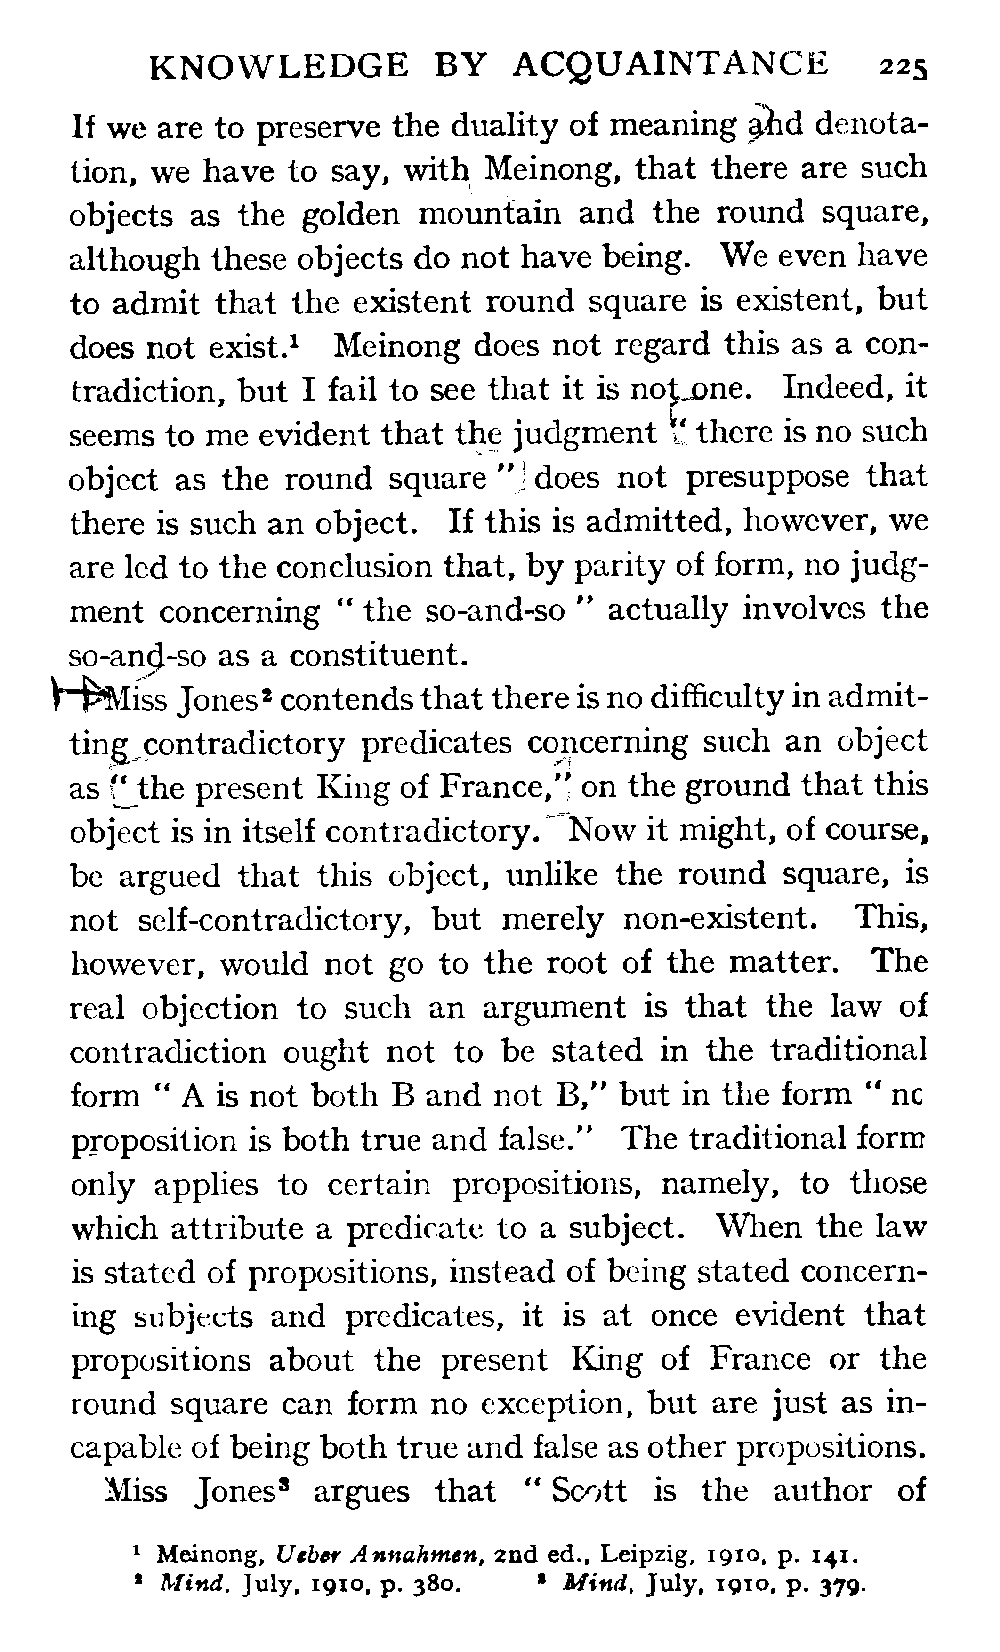 KNOWLEDGE BY ACQUAINTANCE 225
If we are to preserve the duality of meaning and denota-
tion, we have to say, with Meinong, that there are such
objects as the golden mountain and the round square,
although these objects do not have being. We even have
to admit that the existent round square is existent, but
does not exist.¹ Meinong does not regard this as a con-
tradiction, but I fail to see that it is not one. Indeed, it
seems to me evident that the judgment “ there is no such
object as the round square ” does not presuppose that
there is such an object. If this is admitted, however, we
are led to the conclusion that, by parity of form, no judg-
ment concerning “ the so-and-so ” actually involves the
so-and-so as a constituent.
Miss Jones² contends that there is no difficulty in admit-
ting contradictory predicates concerning such an object
as “ the present King of France,” on the ground that this
object is in itself contradictory. Now it might, of course,
be argued that this object, unlike the round square, is
not self-contradictory, but merely non-existent. This,
however, would not go to the root of the matter. The
real objection to such an argument is that the law of
contradiction ought not to be stated in the traditional
form “ A is not both B and not B,” but in the form “ no
proposition is both true and false.” The traditional form
only applies to certain propositions, namely, to those
which attribute a predicate to a subject. When the law
is stated of propositions, instead of being stated concern-
ing subjects and predicates, it is at once evident that
propositions about the present King of France or the
round square can form no exception, but are just as in-
capable of being both true and false as other propositions.
Miss Jones³ argues that “ Scott is the author of
¹ Meinong, Ueber Annahmen, 2nd ed., Leipzig, 1910, p. 141.
² Mind, July, 1910, p. 380. ³ Mind, July, 1910, p. 379.